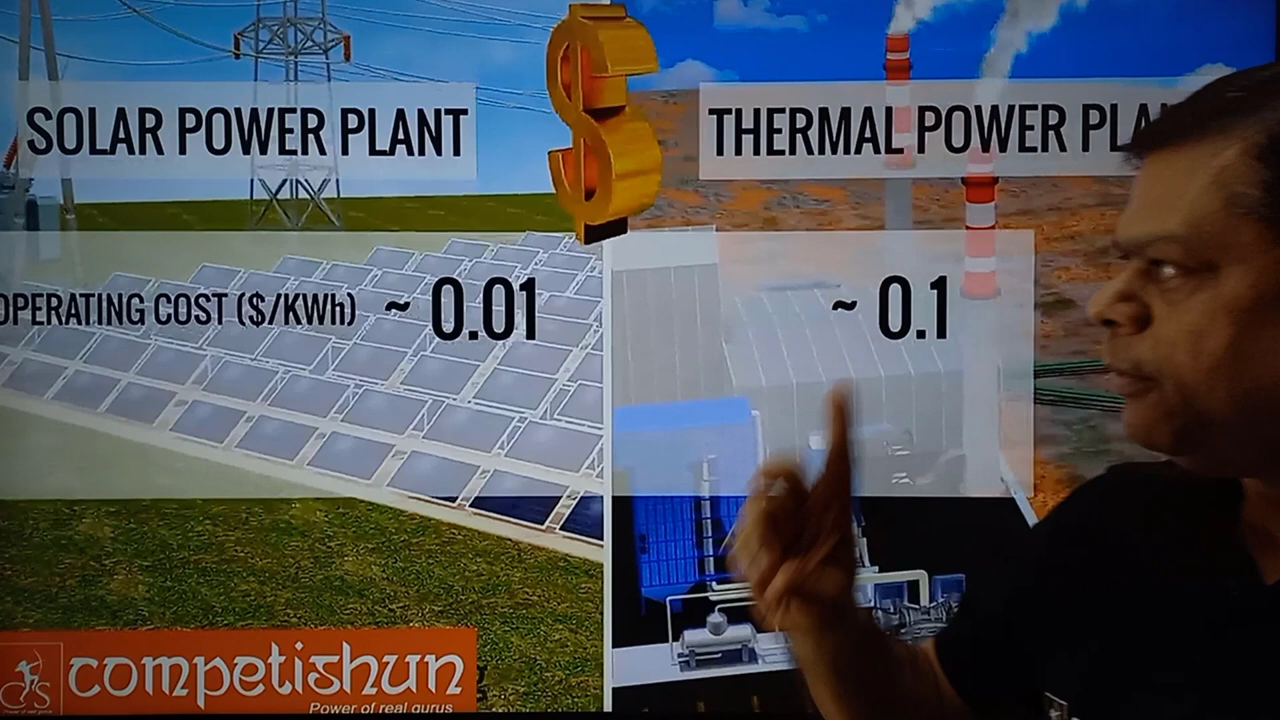 SOLAR POWER PLANT
THERMAL POWER PLA
OPERATING COST ($/KWh) ~ 0.01
~ 0.1
competishun
Power of real gurus